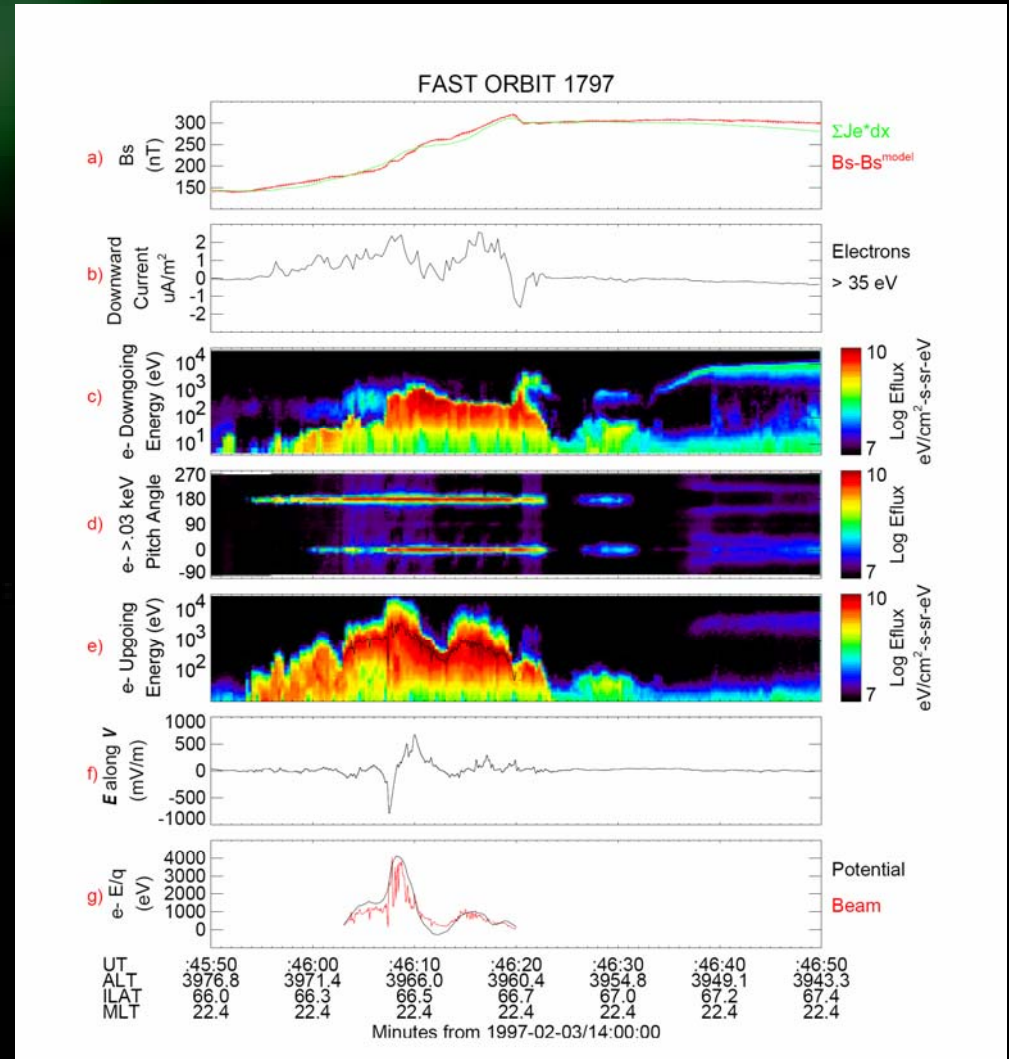 FAST ORBIT 1797
a)
Bs
(nT)
300
250
200
150
ΣJe*dx
Bs-Bs^model
b)
Downward
Current
uA/m²
2
1
0
-1
-2
Electrons
> 35 eV
c)
e- Downgoing
Energy (eV)
10⁴
10³
10²
10¹
10
7
Log Eflux
eV/cm²-s-sr-eV
d)
e- >.03 keV
Pitch Angle
270
180
90
0
-90
10
7
Log Eflux
e)
e- Upgoing
Energy (eV)
10⁴
10³
10²
10
7
Log Eflux
eV/cm²-s-sr-eV
f)
E along V
(mV/m)
1000
500
0
-500
-1000
g)
e- E/q
(eV)
4000
3000
2000
1000
0
Potential
Beam
UT :45:50 :46:00 :46:10 :46:20 :46:30 :46:40 :46:50
ALT 3976.8 3971.4 3966.0 3960.4 3954.8 3949.1 3943.3
ILAT 66.0 66.3 66.5 66.7 67.0 67.2 67.4
MLT 22.4 22.4 22.4 22.4 22.4 22.4 22.4
Minutes from 1997-02-03/14:00:00